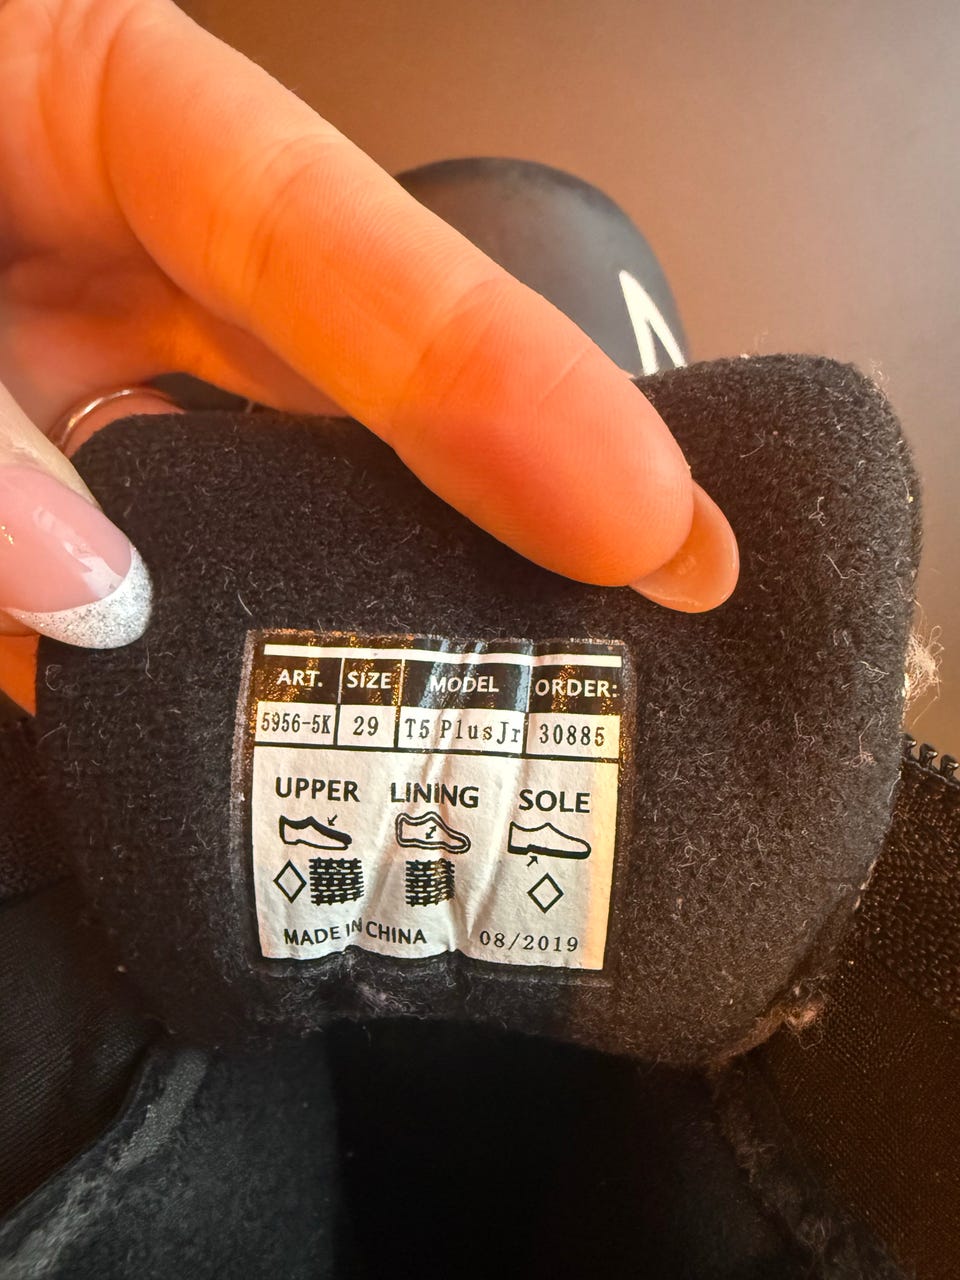 ART. SIZE MODEL ORDER:
5956-5K 29 T5 PlusJr 30885
UPPER LINING SOLE
MADE IN CHINA 08/2019